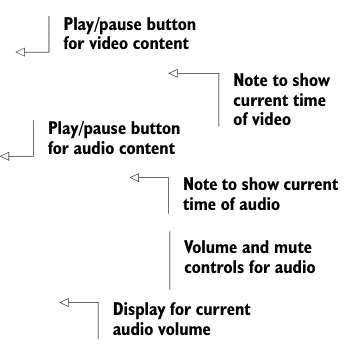 Play/pause button
for video content
Note to show
current time
of video
Play/pause button
for audio content
Note to show current
time of audio
Volume and mute
controls for audio
Display for current
audio volume